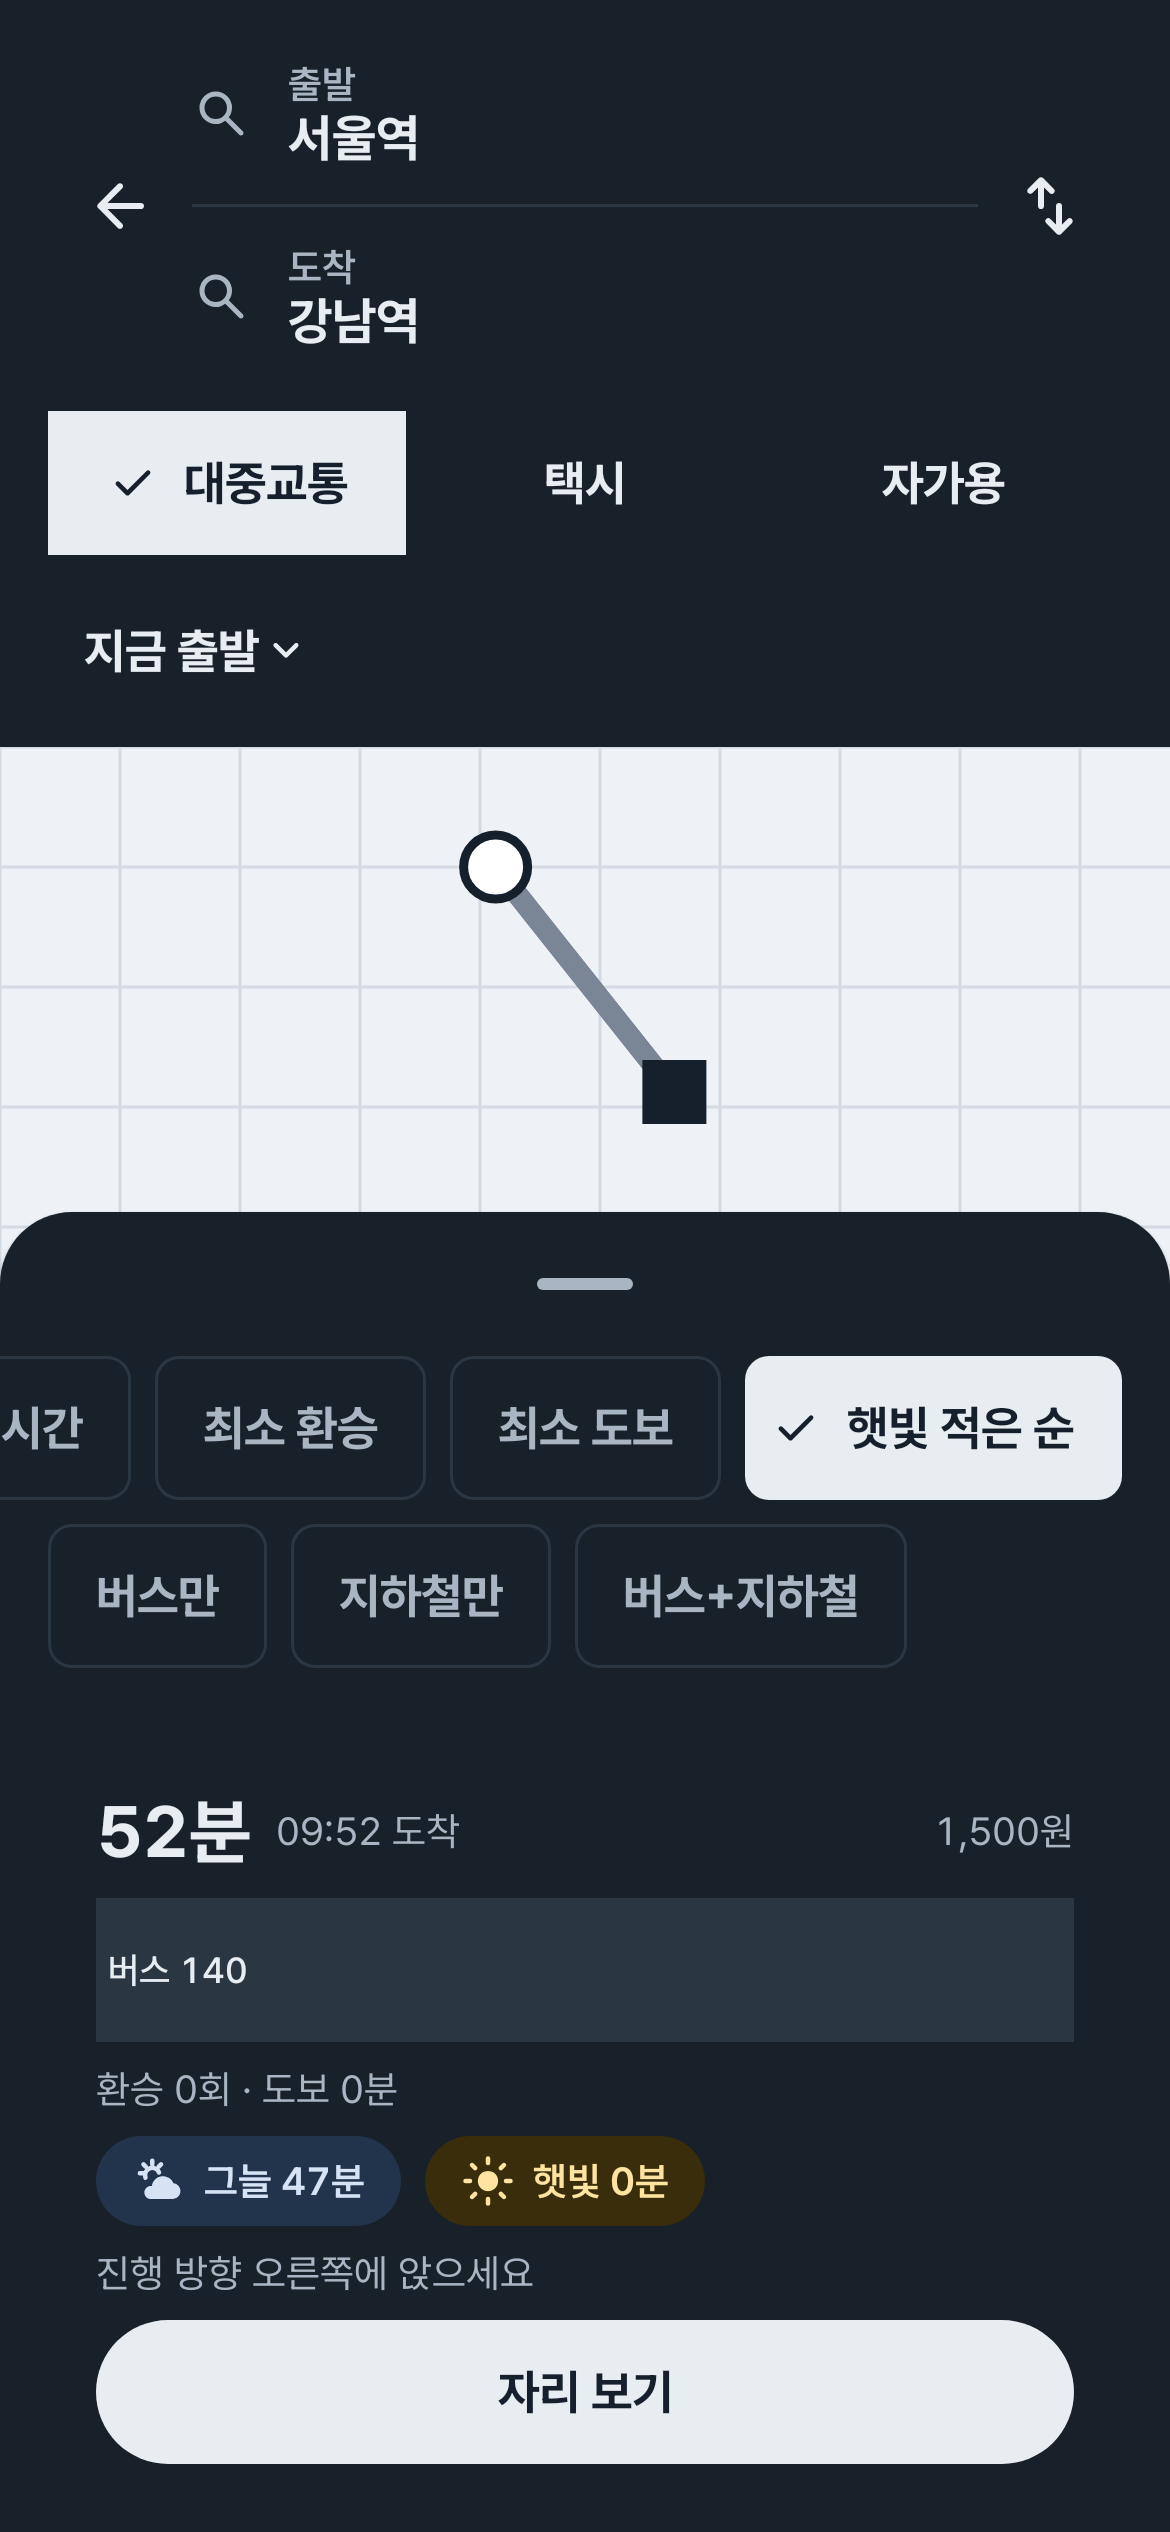 출발
서울역
도착
강남역
대중교통 택시 자가용
지금 출발
시간 최소 환승 최소 도보 햇빛 적은 순
버스만 지하철만 버스+지하철
52분 09:52 도착 1,500원
버스 140
환승 0회 · 도보 0분
그늘 47분 햇빛 0분
진행 방향 오른쪽에 앉으세요
자리 보기